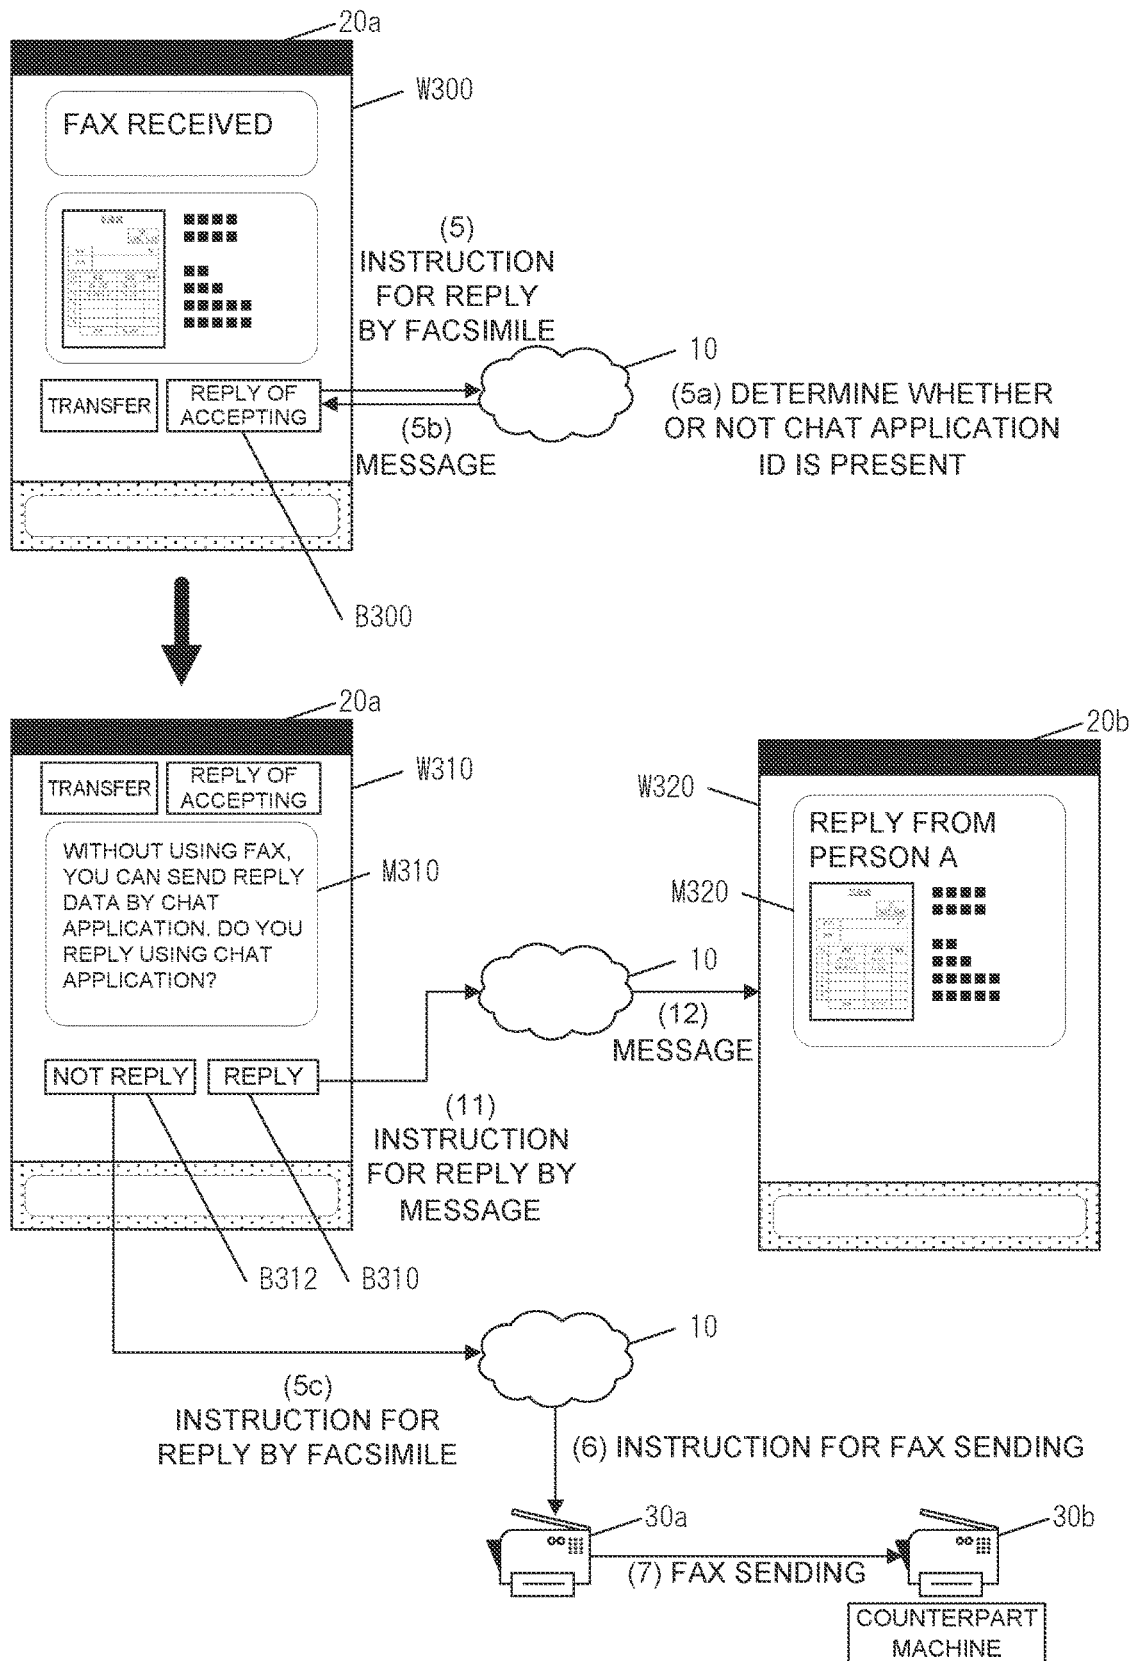 20a
W300
FAX RECEIVED
(5)
INSTRUCTION
FOR REPLY
BY FACSIMILE
10
TRANSFER
REPLY OF
ACCEPTING
(5a) DETERMINE WHETHER
OR NOT CHAT APPLICATION
ID IS PRESENT
(5b)
MESSAGE
B300
20a
W310
TRANSFER
REPLY OF
ACCEPTING
WITHOUT USING FAX,
YOU CAN SEND REPLY
DATA BY CHAT
APPLICATION. DO YOU
REPLY USING CHAT
APPLICATION?
M310
20b
W320
REPLY FROM
PERSON A
M320
10
(12)
MESSAGE
NOT REPLY
REPLY
(11)
INSTRUCTION
FOR REPLY BY
MESSAGE
B312
B310
10
(5c)
INSTRUCTION FOR
REPLY BY FACSIMILE
(6) INSTRUCTION FOR FAX SENDING
30a
30b
(7) FAX SENDING
COUNTERPART
MACHINE